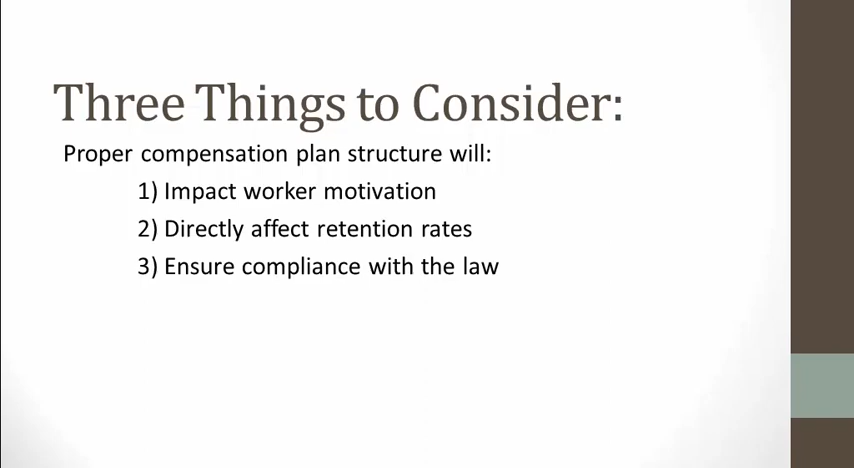 Three Things to Consider:
Proper compensation plan structure will:
1) Impact worker motivation
2) Directly affect retention rates
3) Ensure compliance with the law